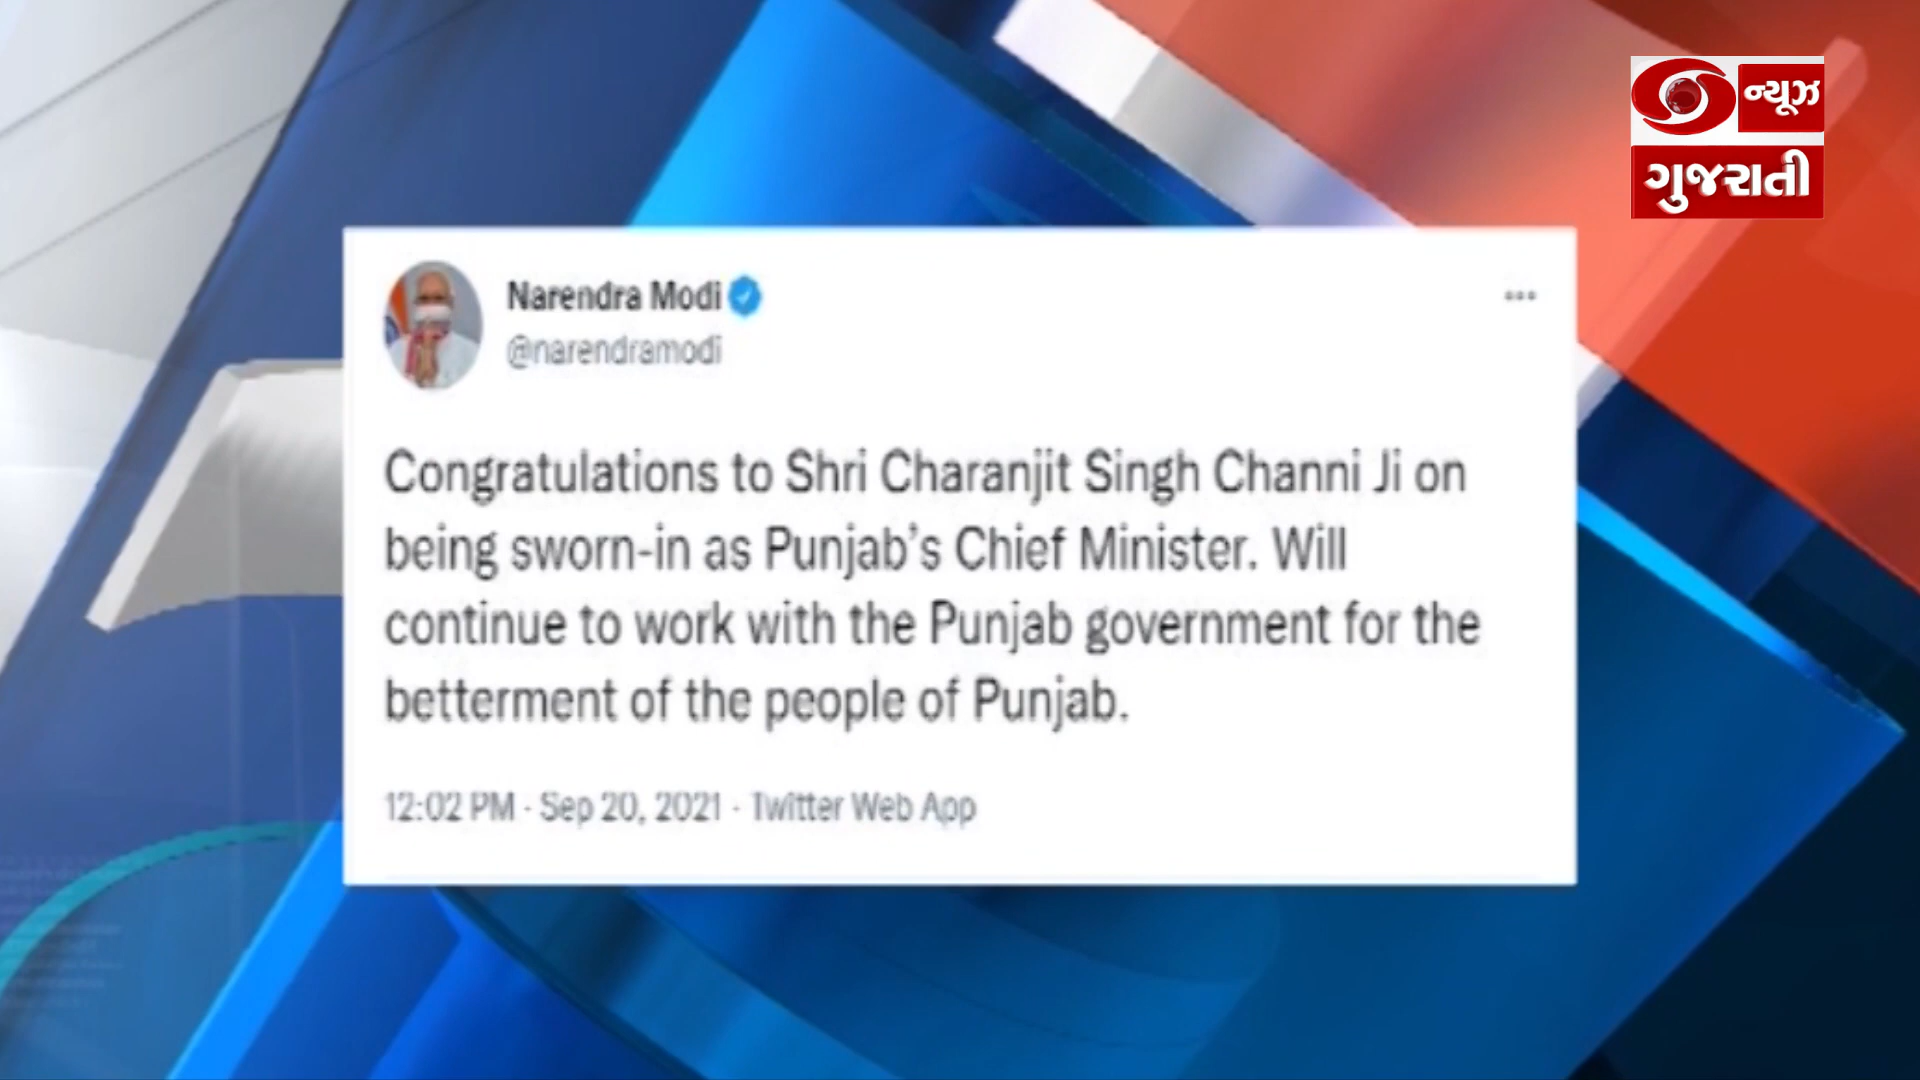 ન્યૂઝ
ગુજરાતી
Narendra Modi
@narendramodi
Congratulations to Shri Charanjit Singh Channi Ji on
being sworn-in as Punjab's Chief Minister. Will
continue to work with the Punjab government for the
betterment of the people of Punjab.
12:02 PM · Sep 20, 2021 · Twitter Web App